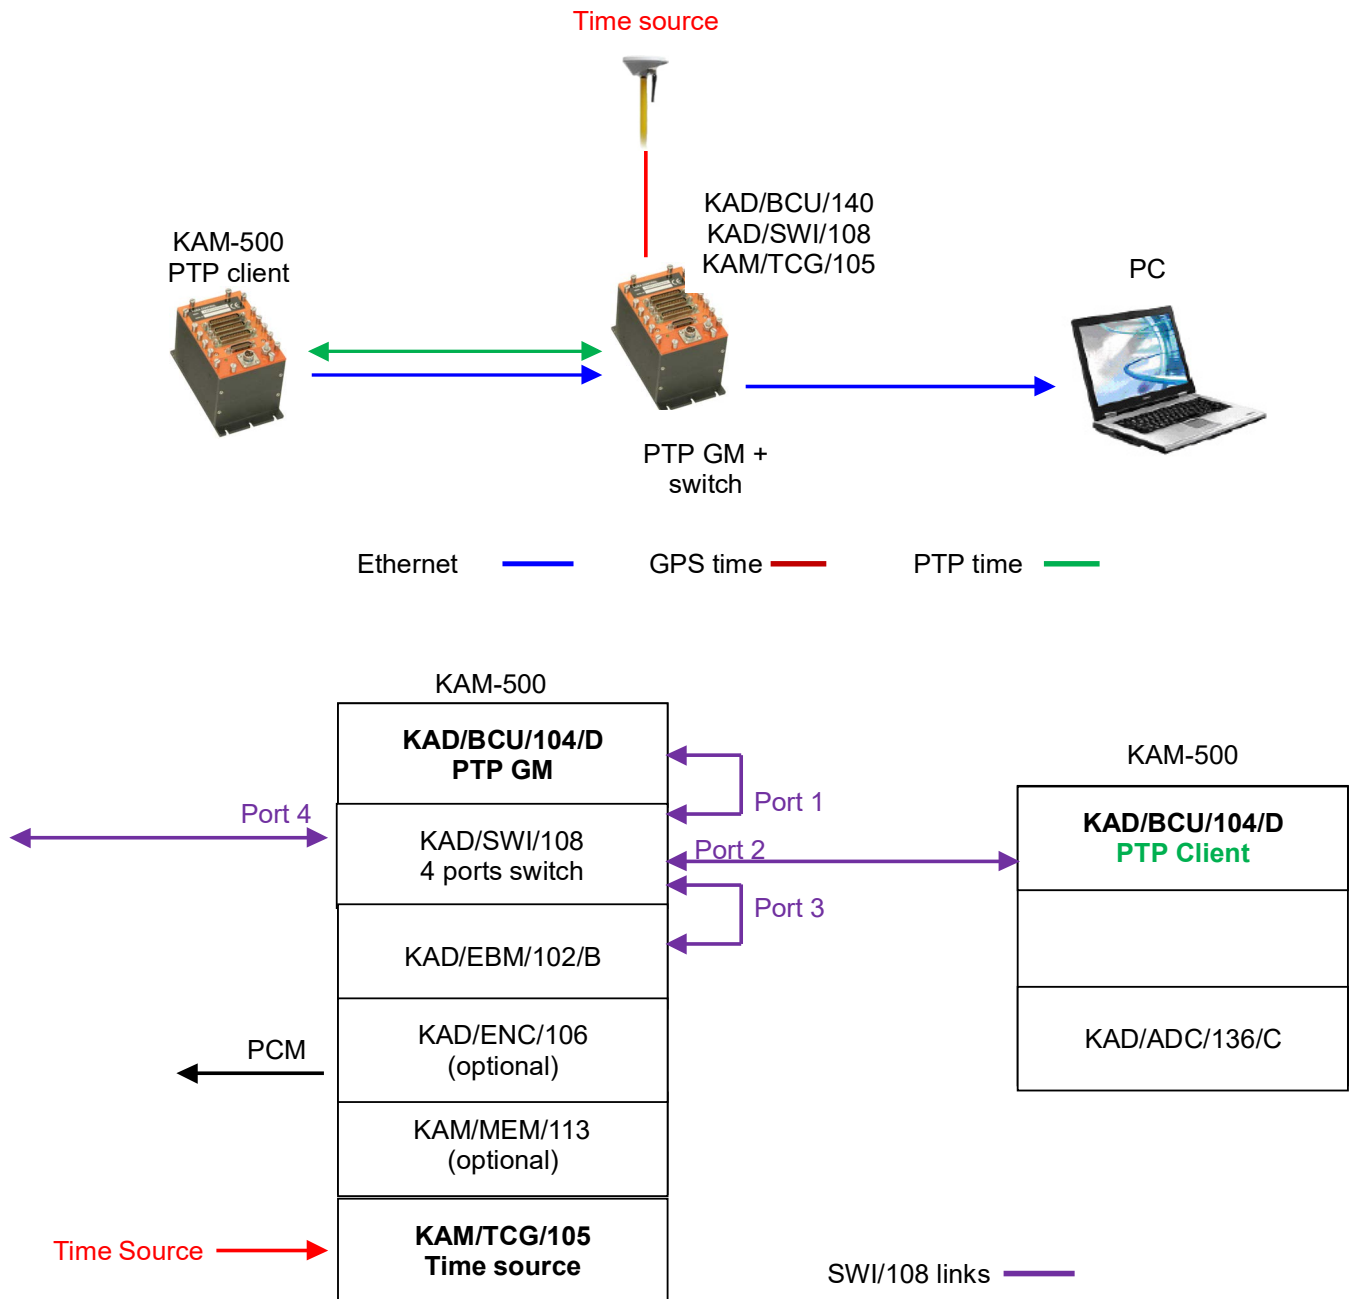 Time source
KAD/BCU/140
KAD/SWI/108
KAM/TCG/105
KAM-500
PTP client
PC
PTP GM +
switch
Ethernet
GPS time
PTP time
KAM-500
KAD/BCU/104/D
PTP GM
KAM-500
Port 1
Port 4
KAD/SWI/108
4 ports switch
Port 2
KAD/BCU/104/D
PTP Client
Port 3
KAD/EBM/102/B
KAD/ENC/106
(optional)
KAD/ADC/136/C
PCM
KAM/MEM/113
(optional)
KAM/TCG/105
Time source
Time Source
SWI/108 links